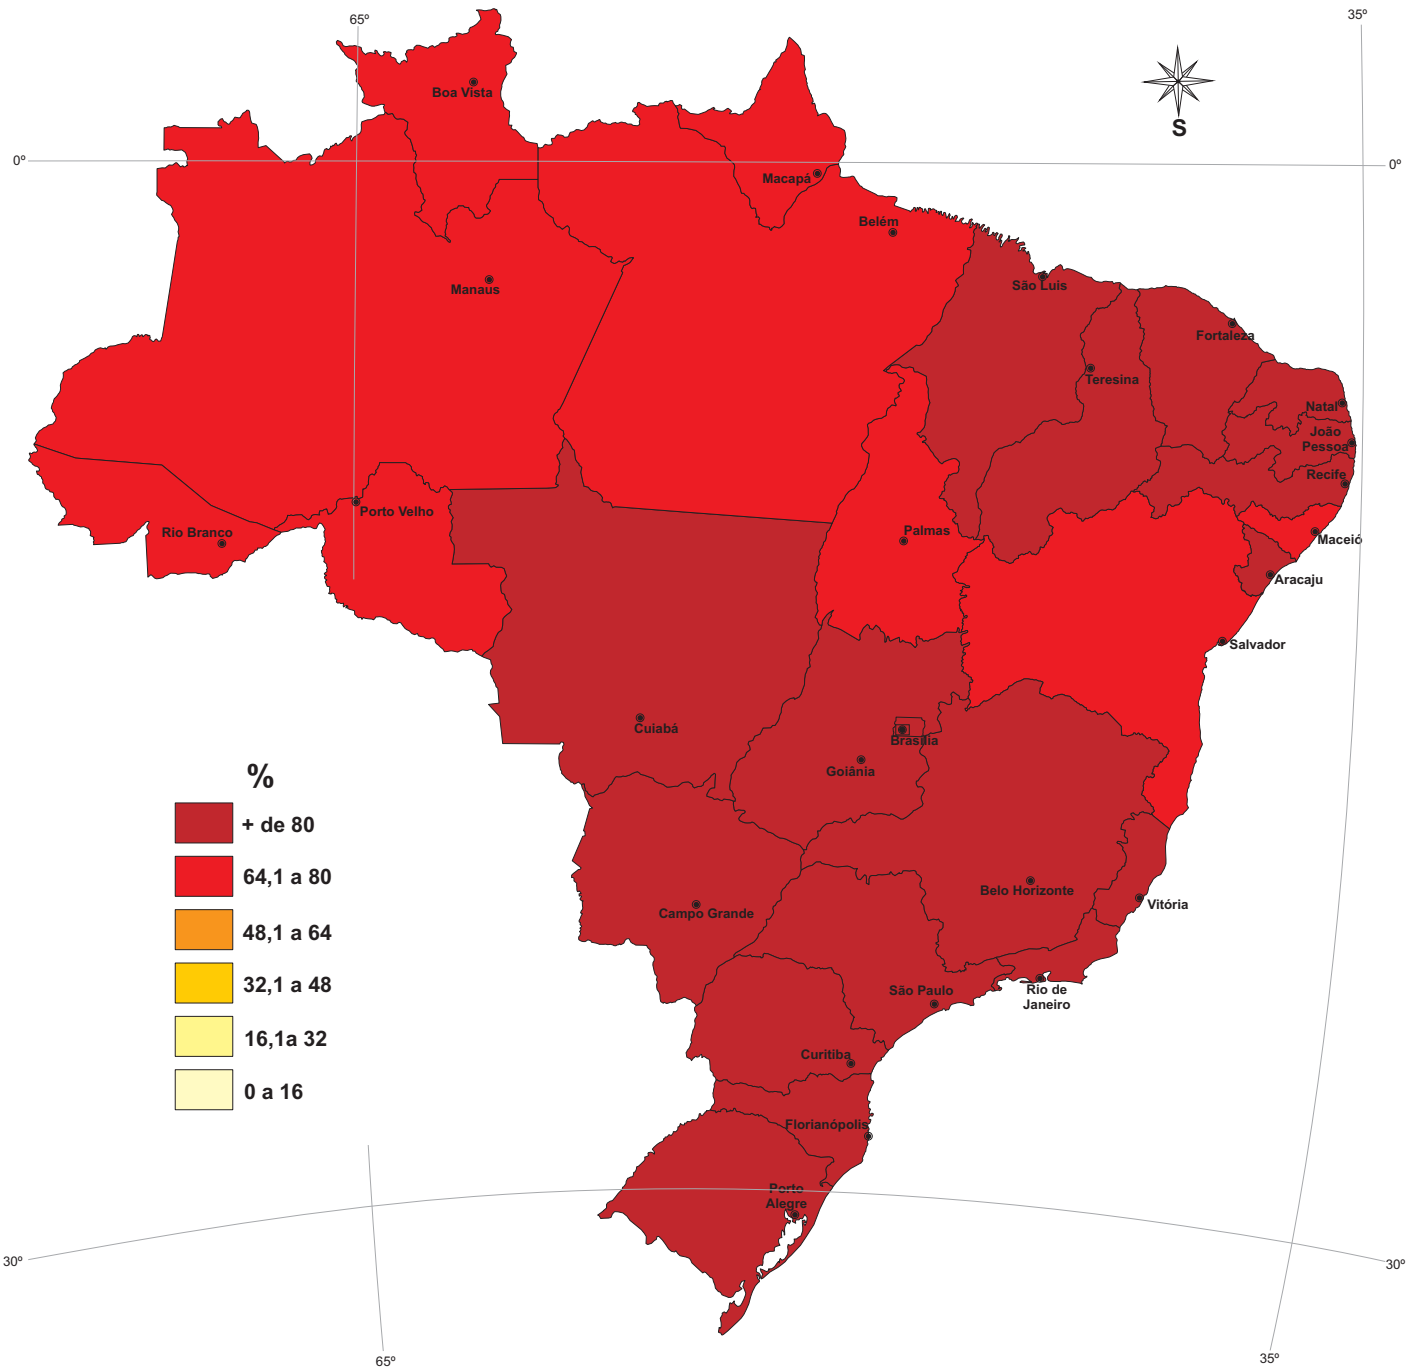 65º
35º
Boa Vista
S
0º
0º
Macapá
Belém
Manaus
São Luis
Fortaleza
Teresina
Natal
João
Pessoa
Recife
Porto Velho
Rio Branco
Palmas
Maceió
Aracaju
Salvador
Cuiabá
Brasília
Goiânia
%
+ de 80
64,1 a 80
48,1 a 64
32,1 a 48
16,1a 32
0 a 16
Belo Horizonte
Campo Grande
Vitória
São Paulo
Rio de
Janeiro
Curitiba
Florianópolis
Porto
Alegre
30º
30º
65º
35º